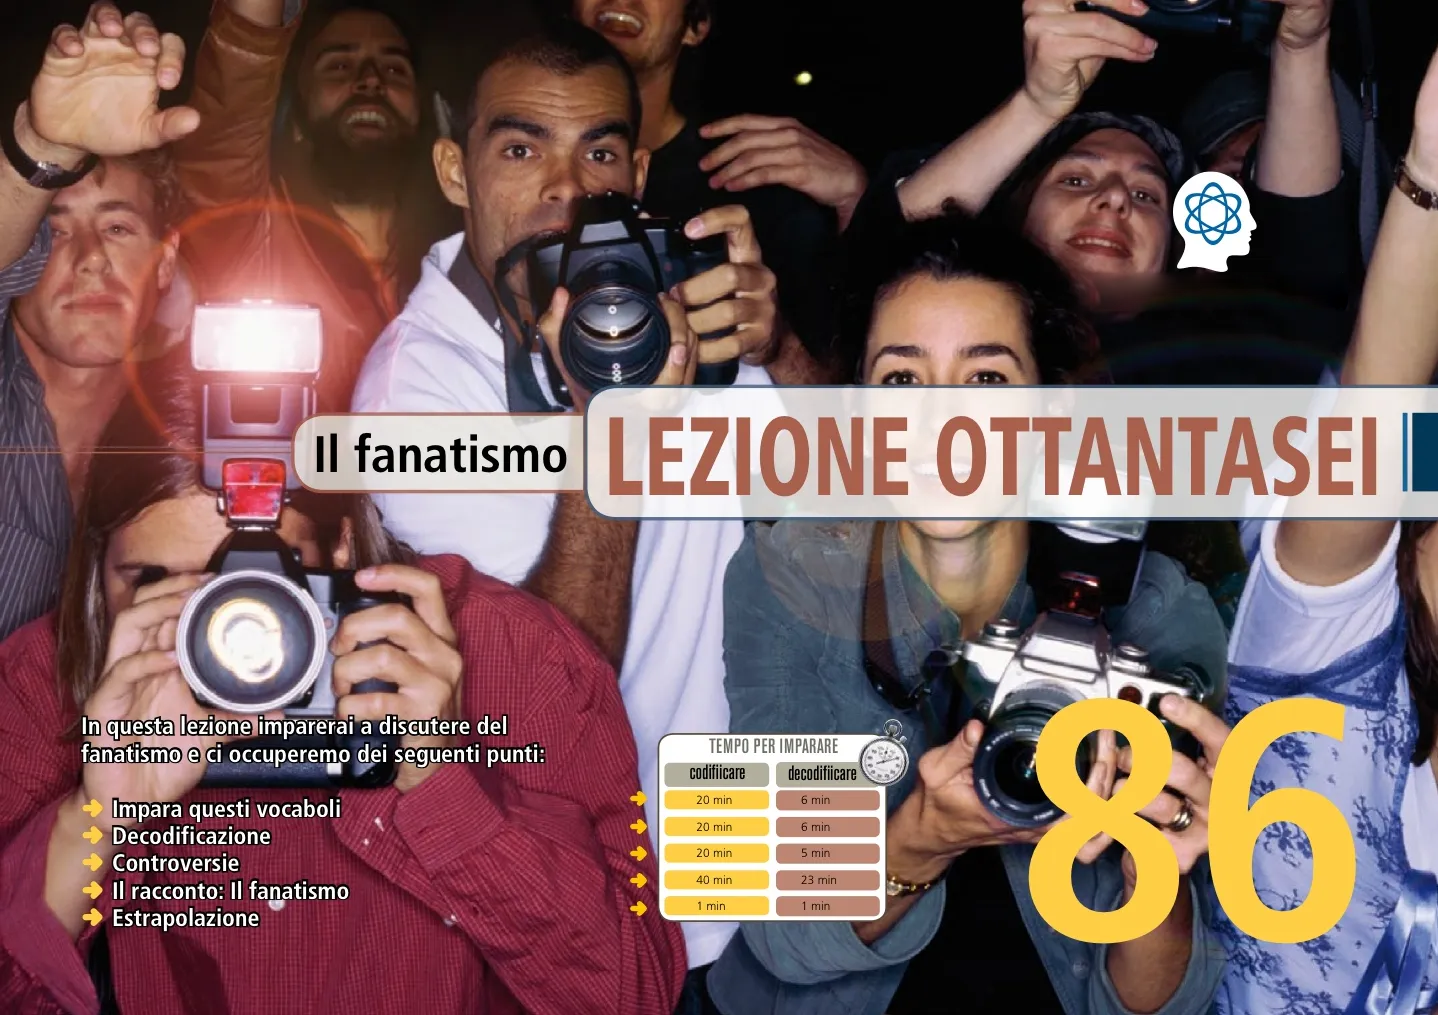 Il fanatismo
LEZIONE OTTANTASEI
In questa lezione imparerai a discutere del
fanatismo e ci occuperemo dei seguenti punti:
Impara questi vocaboli
Decodificazione
Controversie
Il racconto: Il fanatismo
Estrapolazione
TEMPO PER IMPARARE
codifiicare decodifiicare
20 min 6 min
20 min 6 min
20 min 5 min
40 min 23 min
1 min 1 min
86